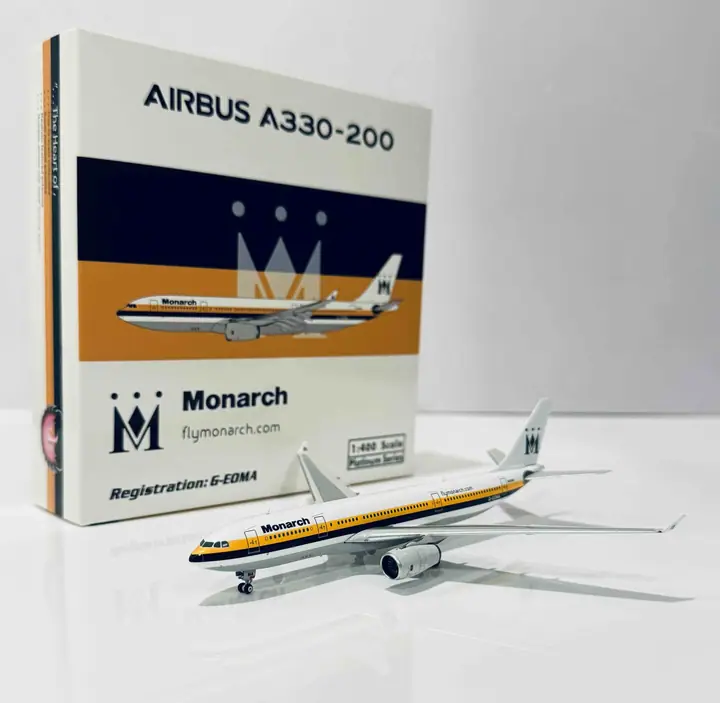 AIRBUS A330-200
"...The Heart of,
Monarch
Monarch
flymonarch.com
1:400 Scale
Platinum Series
Registration: G-EOMA
Monarch
flymonarch.com